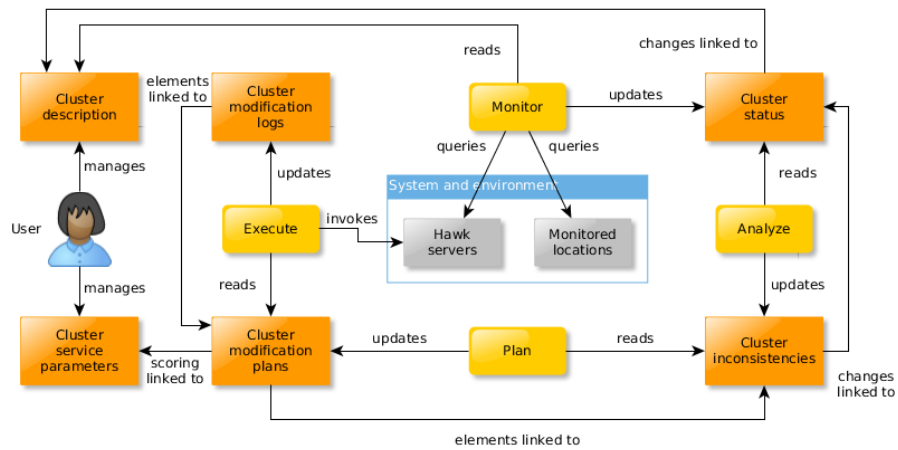 changes linked to
reads
elements
linked to
Cluster
description
Cluster
modification
logs
Monitor
updates
Cluster
status
manages
updates
queries
queries
reads
System and environment
User
Execute
invokes
Hawk
servers
Monitored
locations
Analyze
manages
reads
updates
Cluster
service
parameters
scoring
linked to
Cluster
modification
plans
updates
Plan
reads
Cluster
inconsistencies
changes
linked to
elements linked to